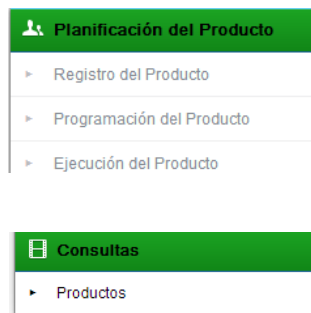 Planificación del Producto
Registro del Producto
Programación del Producto
Ejecución del Producto
Consultas
Productos